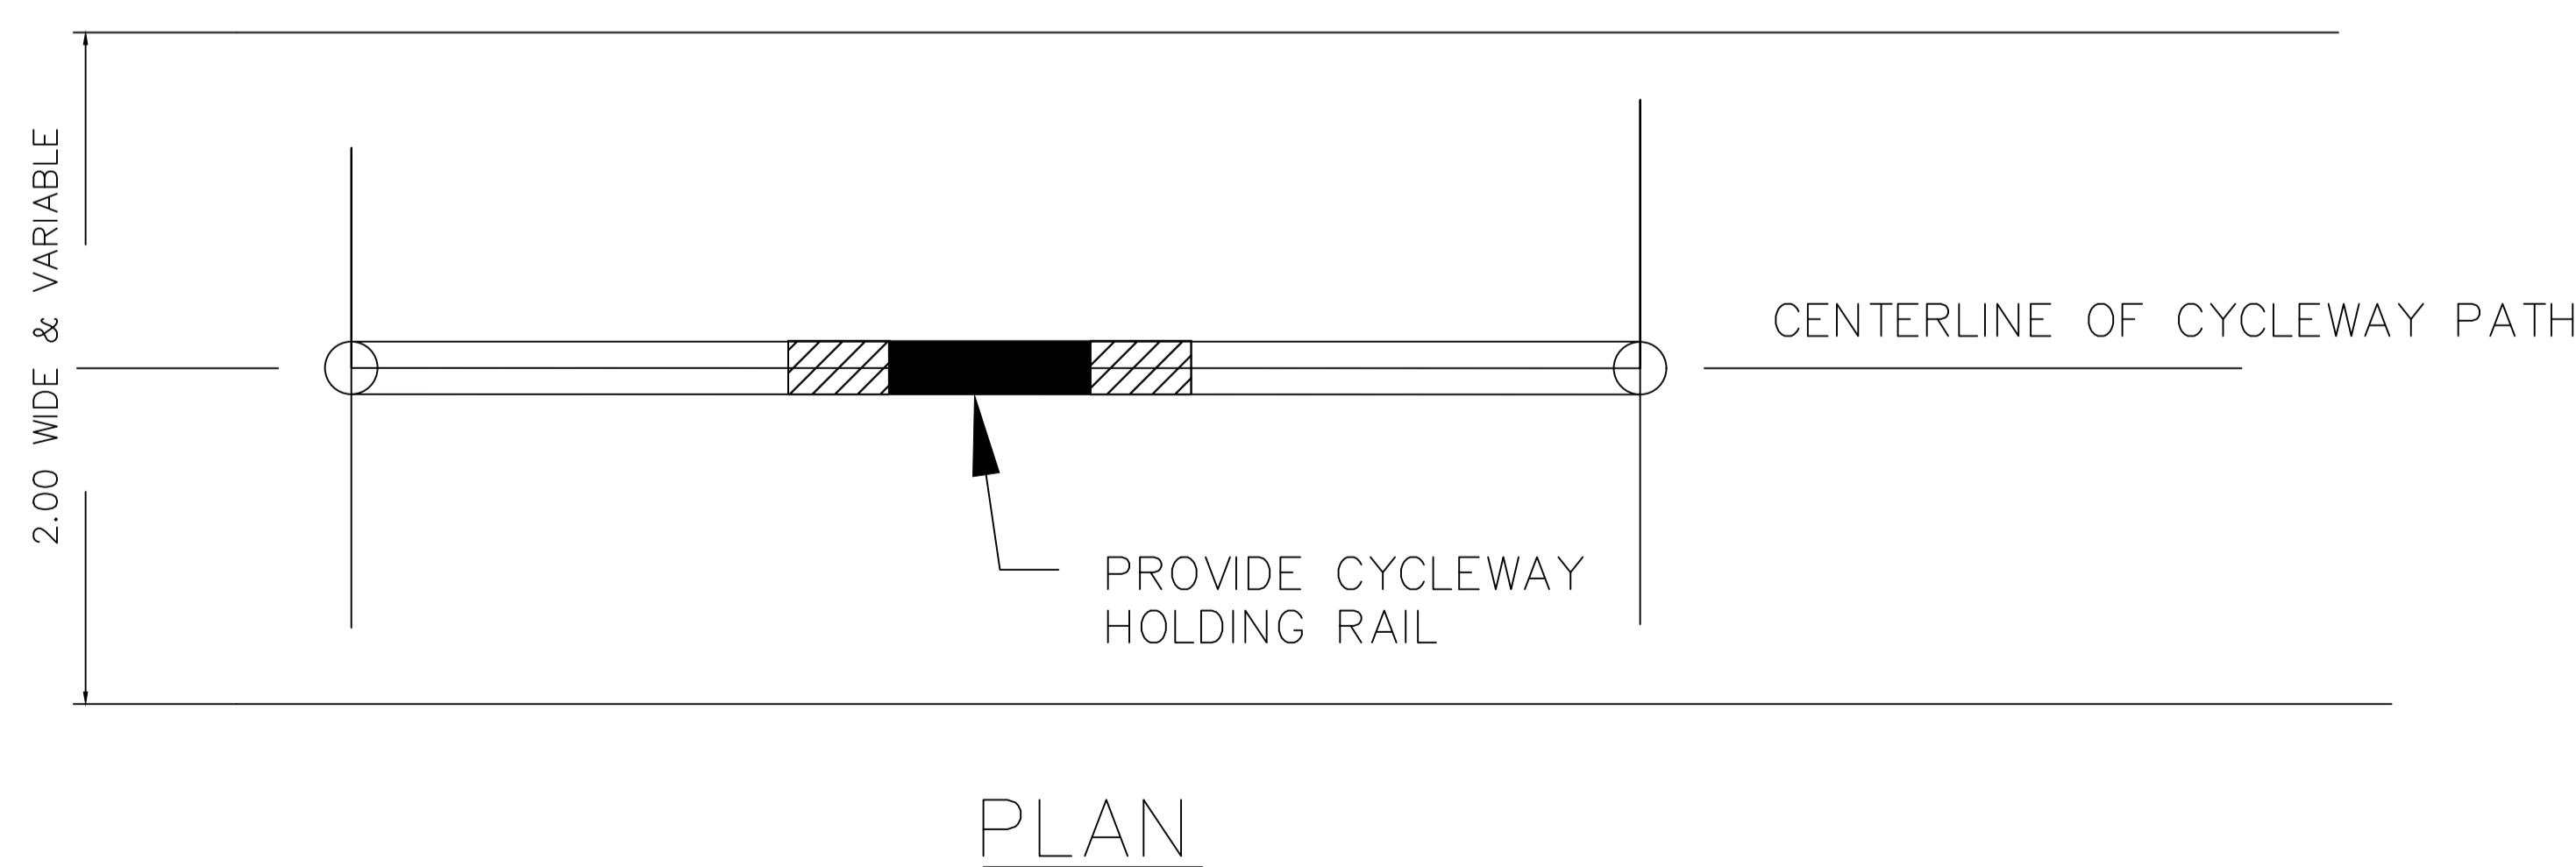 2.00 WIDE & VARIABLE
CENTERLINE OF CYCLEWAY PATH
PROVIDE CYCLEWAY
HOLDING RAIL
PLAN